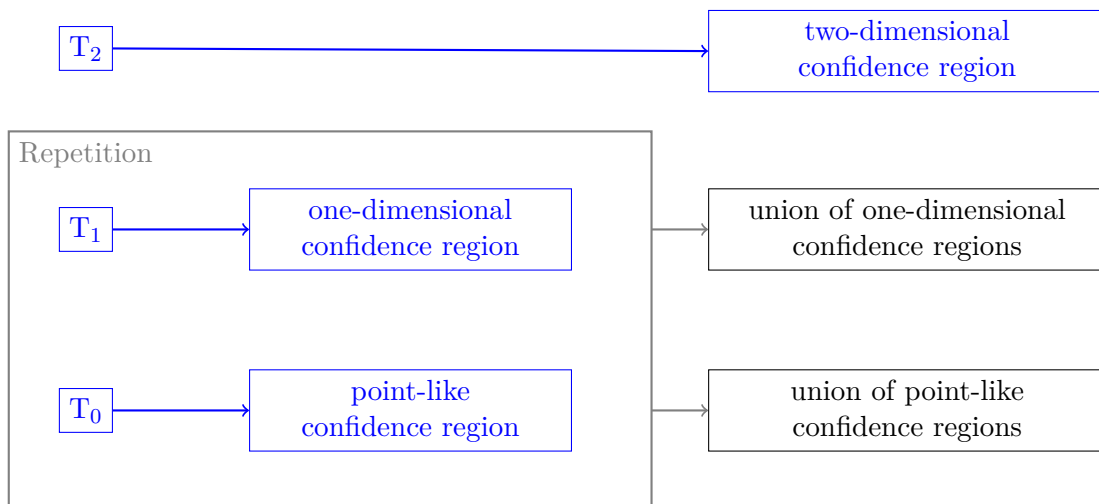 T₂
two-dimensional
confidence region
Repetition
T₁
one-dimensional
confidence region
union of one-dimensional
confidence regions
T₀
point-like
confidence region
union of point-like
confidence regions